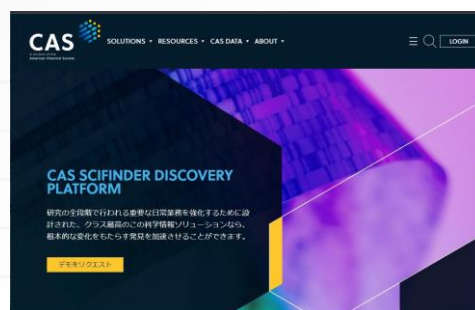 CAS
A division of the
American Chemical Society
SOLUTIONS
RESOURCES
CAS DATA
ABOUT
LOGIN
CAS SCIFINDER DISCOVERY
PLATFORM
研究の全段階で行われる重要な日常業務を強化するために設
計された、クラス最高のこの科学情報ソリューションなら、
根本的な変化をもたらす発見を加速させることができます。
デモをリクエスト